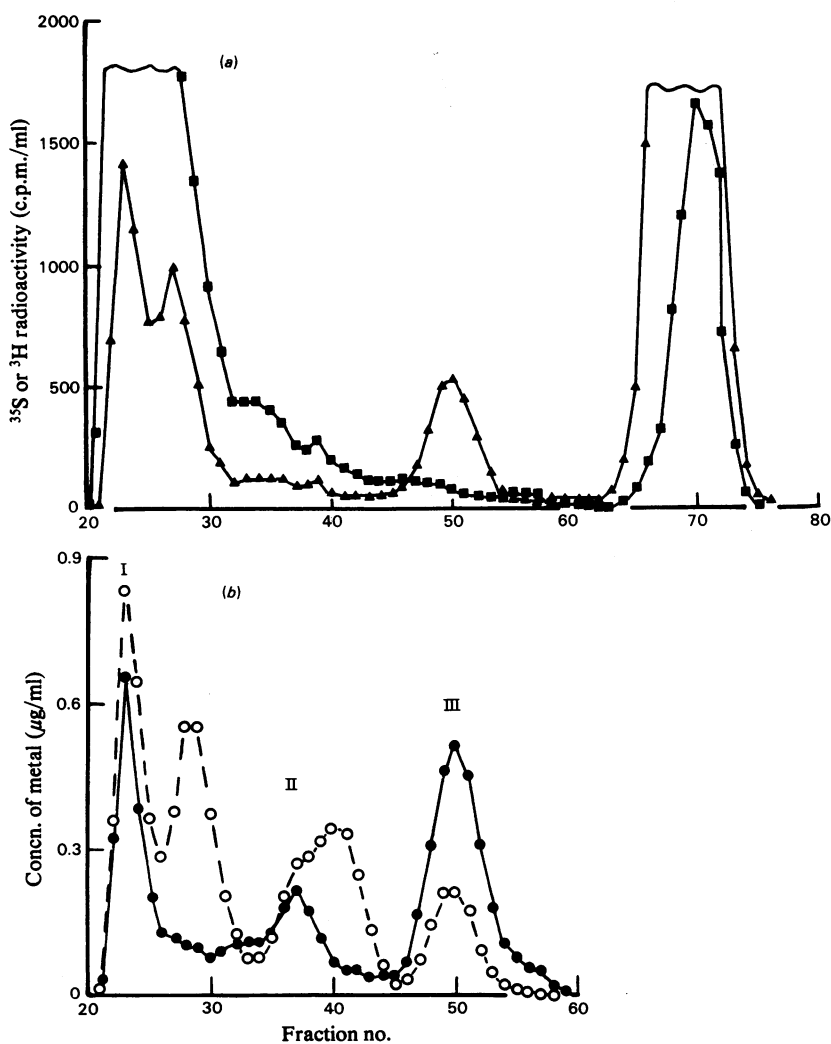 2000
(a)
1500
1000
500
0
20
30
40
50
60
70
80
³⁵S or ³H radioactivity (c.p.m./ml)
0.9
I
(b)
0.6
III
II
0.3
0
20
30
40
50
60
Concn. of metal (µg/ml)
Fraction no.